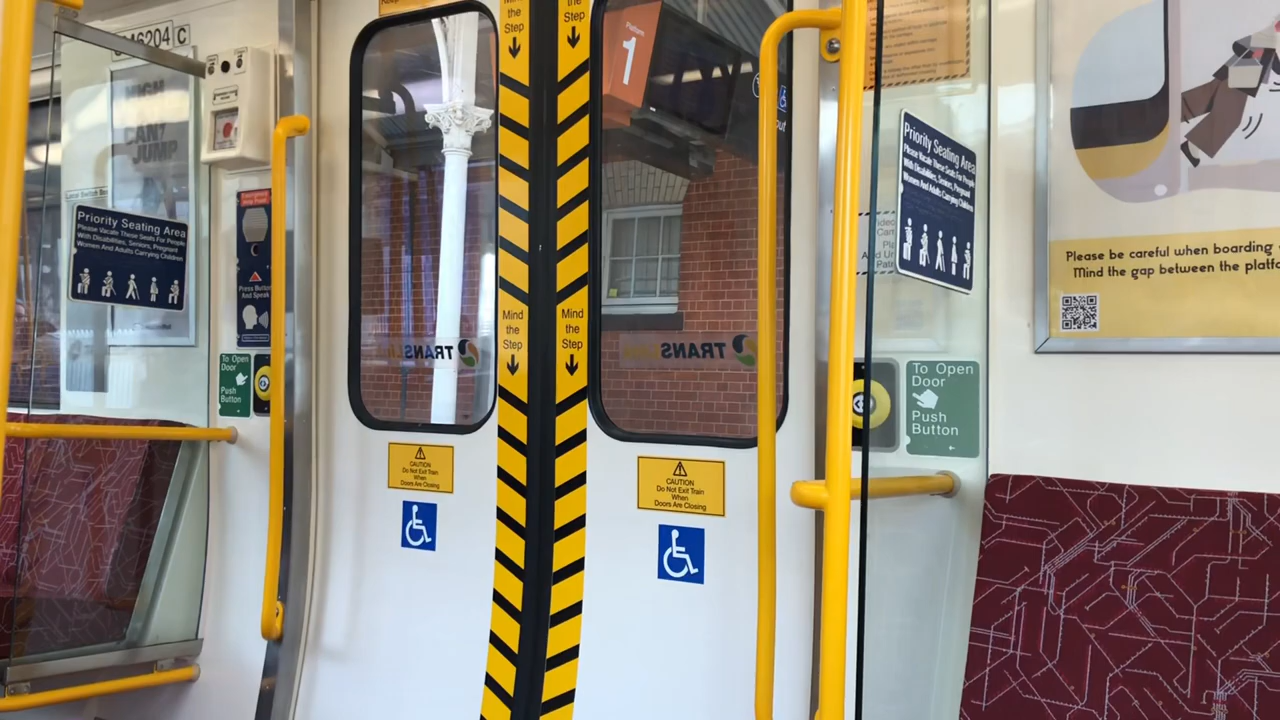 6204 C
HIGH
CAN?
JUMP
Priority Seating Area
Please Vacate These Seats For People
With Disabilities, Seniors, Pregnant
Women And Adults Carrying Children
Press Button
And Speak
To Open
Door
Push
Button
Mind
the
Step
Mind
the
Step
the
Step
Mind
the
Step
Platform
1
out
TRANS
TRANS
CAUTION
Do Not Exit Train
When
Doors Are Closing
CAUTION
Do Not Exit Train
When
Doors Are Closing
Priority Seating Area
Please Vacate These Seats For People
With Disabilities, Seniors, Pregnant
Women And Adults Carrying Children
To Open
Door
Push
Button
Please be careful when boarding
Mind the gap between the platfo